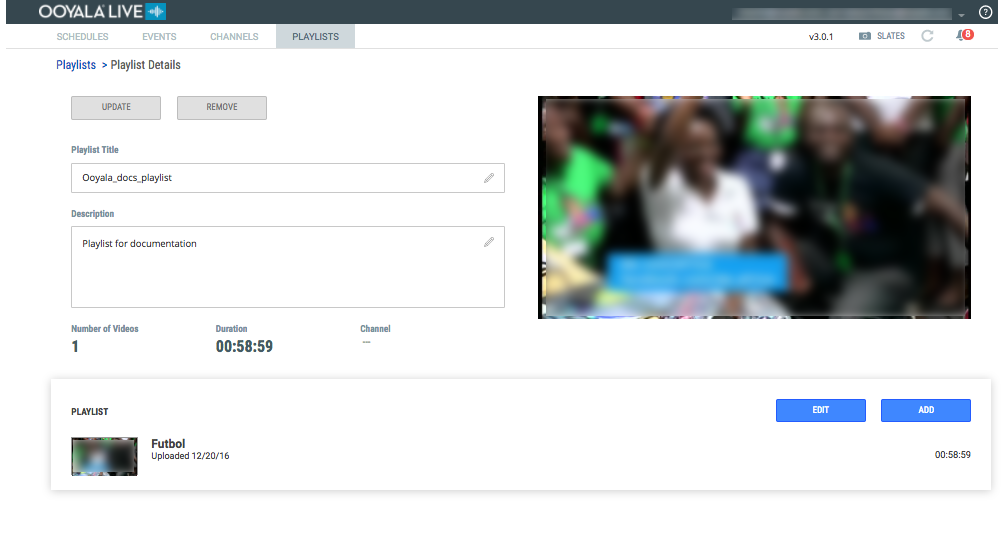 OOYALA LIVE
SCHEDULES EVENTS CHANNELS PLAYLISTS v3.0.1 SLATES 8
Playlists > Playlist Details
UPDATE REMOVE
Playlist Title
Ooyala_docs_playlist
Description
Playlist for documentation
Number of Videos Duration Channel
1 00:58:59 ---
PLAYLIST EDIT ADD
Futbol
Uploaded 12/20/16 00:58:59